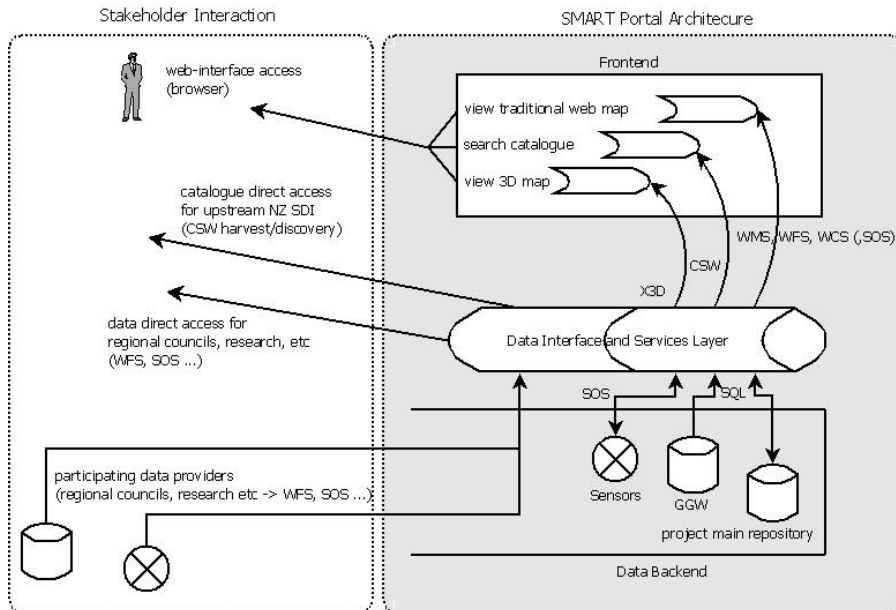 Stakeholder Interaction
SMART Portal Architecure
web-interface access
(browser)
Frontend
view traditional web map
search catalogue
view 3D map
catalogue direct access
for upstream NZ SDI
(CSW harvest/discovery)
WMS, WFS, WCS (,SOS)
CSW
X3D
data direct access for
regional councils, research, etc
(WFS, SOS ...)
Data Interface and Services Layer
SOS
SQL
participating data providers
(regional councils, research etc -> WFS, SOS ...)
Sensors
GGW
project main repository
Data Backend